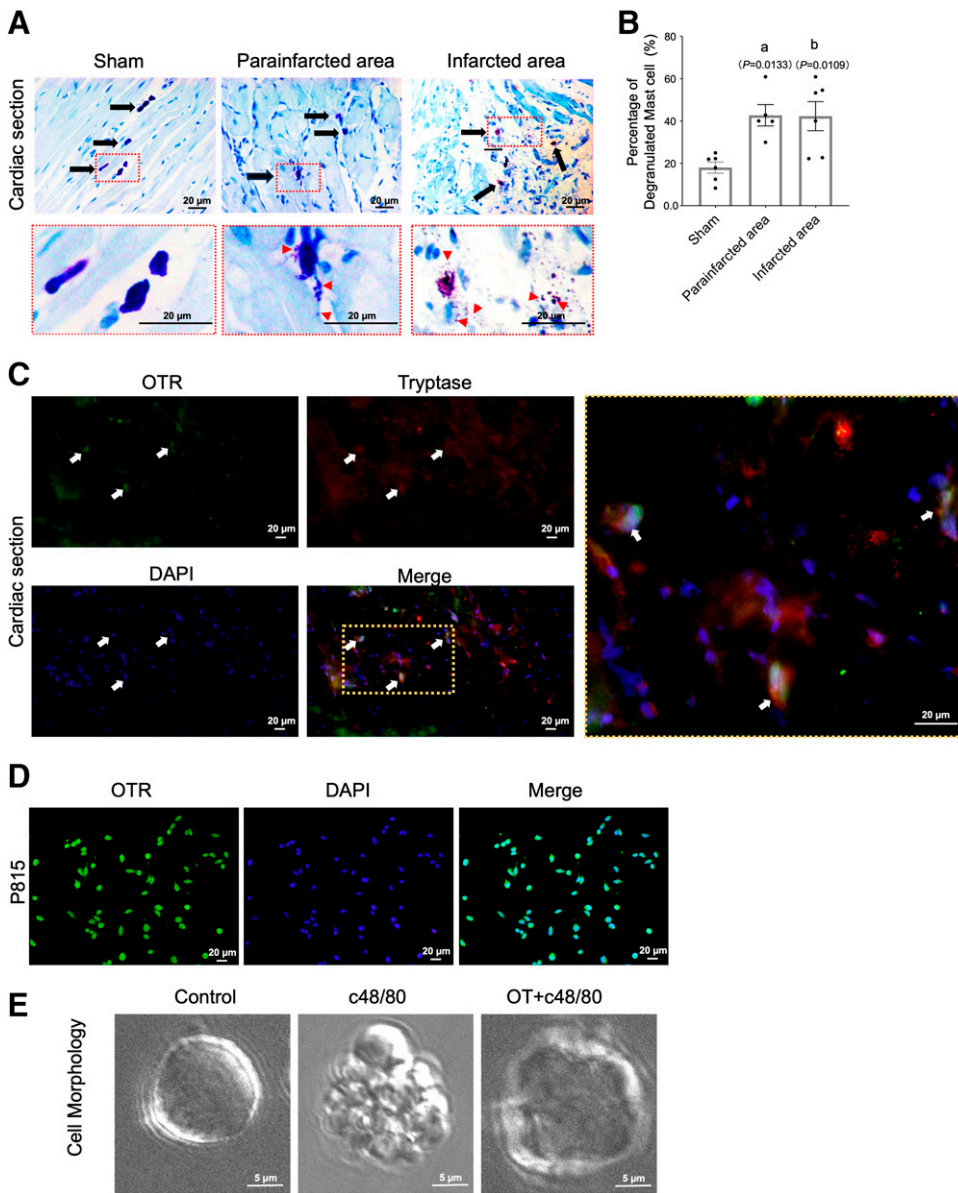 A
Sham
Parainfarcted area
Infarcted area
Cardiac section
20 μm
20 μm
20 μm
20 μm
20 μm
20 μm
B
Percentage of
Degranulated Mast cell (%)
80
60
40
20
0.0
a
(P=0.0133)
b
(P=0.0109)
Sham
Parainfarcted area
Infarcted area
C
OTR
Tryptase
Cardiac section
20 μm
20 μm
DAPI
Merge
20 μm
20 μm
20 μm
D
OTR
DAPI
Merge
P815
20 μm
20 μm
20 μm
E
Control
c48/80
OT+c48/80
Cell Morphology
5 μm
5 μm
5 μm